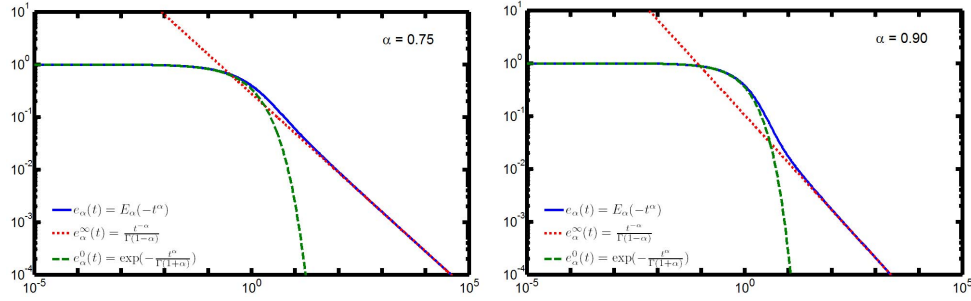 10^1
10^0
10^-1
10^-2
10^-3
10^-4
10^-5
10^0
10^5
α = 0.75
e_α(t) = E_α(-t^α)
e_α^∞(t) = t^-α / Γ(1-α)
e_α^0(t) = exp(-t^α / Γ(1+α))
10^1
10^0
10^-1
10^-2
10^-3
10^-4
10^-5
10^0
10^5
α = 0.90
e_α(t) = E_α(-t^α)
e_α^∞(t) = t^-α / Γ(1-α)
e_α^0(t) = exp(-t^α / Γ(1+α))